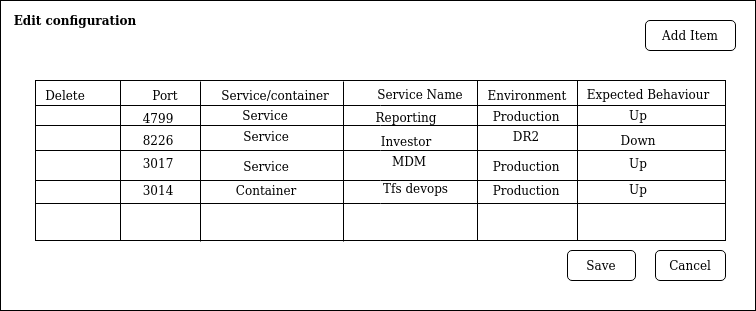 Edit configuration
Add Item
Delete Port Service/container Service Name Environment Expected Behaviour
4799 Service Reporting Production Up
8226 Service Investor DR2 Down
3017 Service MDM Production Up
3014 Container Tfs devops Production Up
Save Cancel